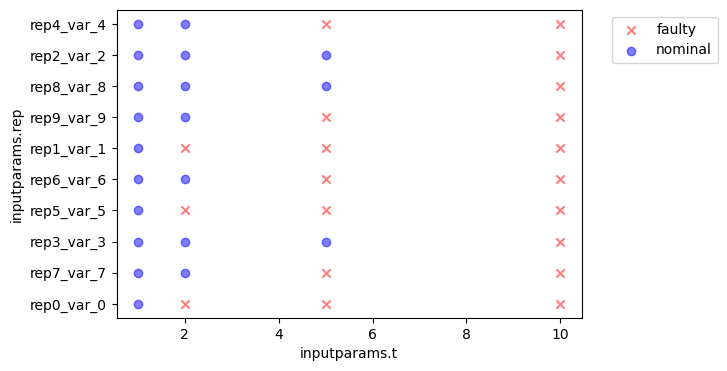 rep4_var_4
rep2_var_2
rep8_var_8
rep9_var_9
rep1_var_1
rep6_var_6
rep5_var_5
rep3_var_3
rep7_var_7
rep0_var_0
inputparams.rep
2
4
6
8
10
inputparams.t
faulty
nominal